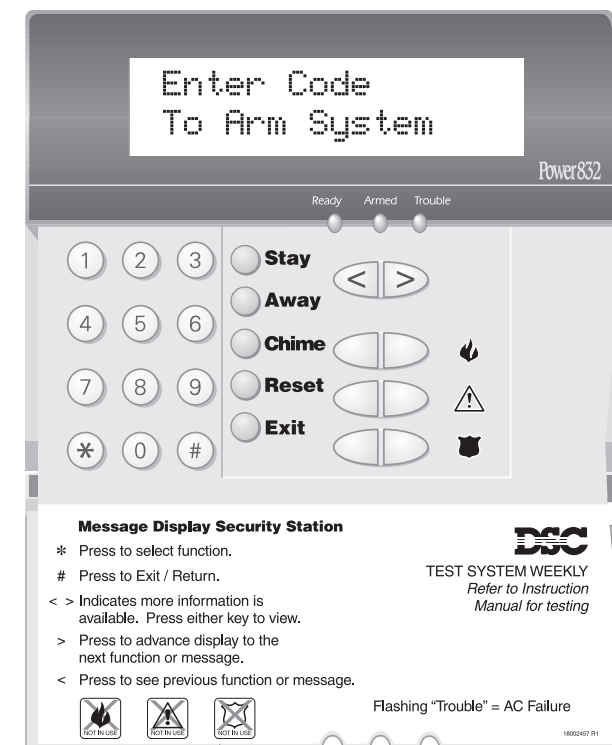 Enter Code
To Arm System
Power832
Ready Armed Trouble
1 2 3
4 5 6
7 8 9
* 0 #
Stay
Away
Chime
Reset
Exit
< >
Message Display Security Station
* Press to select function.
# Press to Exit / Return.
< > Indicates more information is
available. Press either key to view.
> Press to advance display to the
next function or message.
< Press to see previous function or message.
NOT IN USE NOT IN USE NOT IN USE
DSC
TEST SYSTEM WEEKLY
Refer to Instruction
Manual for testing
Flashing “Trouble” = AC Failure
18002457 R1